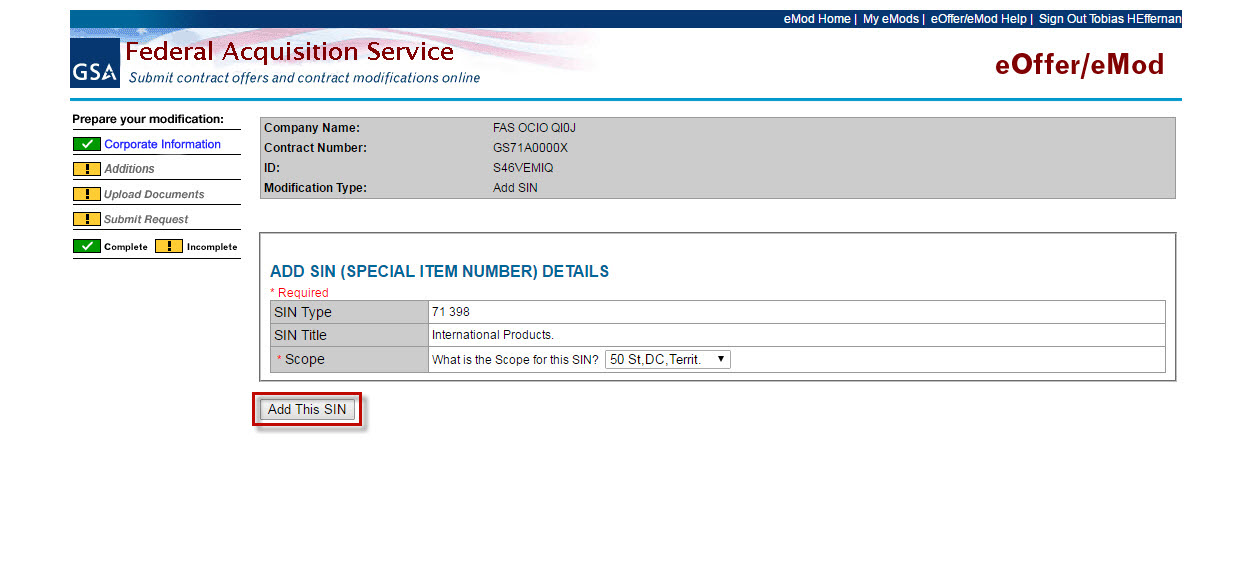 eMod Home | My eMods | eOffer/eMod Help | Sign Out Tobias HEffernan
GSA
Federal Acquisition Service
Submit contract offers and contract modifications online
eOffer/eMod
Prepare your modification:
Corporate Information
! Additions
! Upload Documents
! Submit Request
Complete ! Incomplete
Company Name: FAS OCIO QI0J
Contract Number: GS71A0000X
ID: S46VEMIQ
Modification Type: Add SIN
ADD SIN (SPECIAL ITEM NUMBER) DETAILS
* Required
SIN Type 71 398
SIN Title International Products.
* Scope What is the Scope for this SIN? 50 St,DC,Territ.
Add This SIN